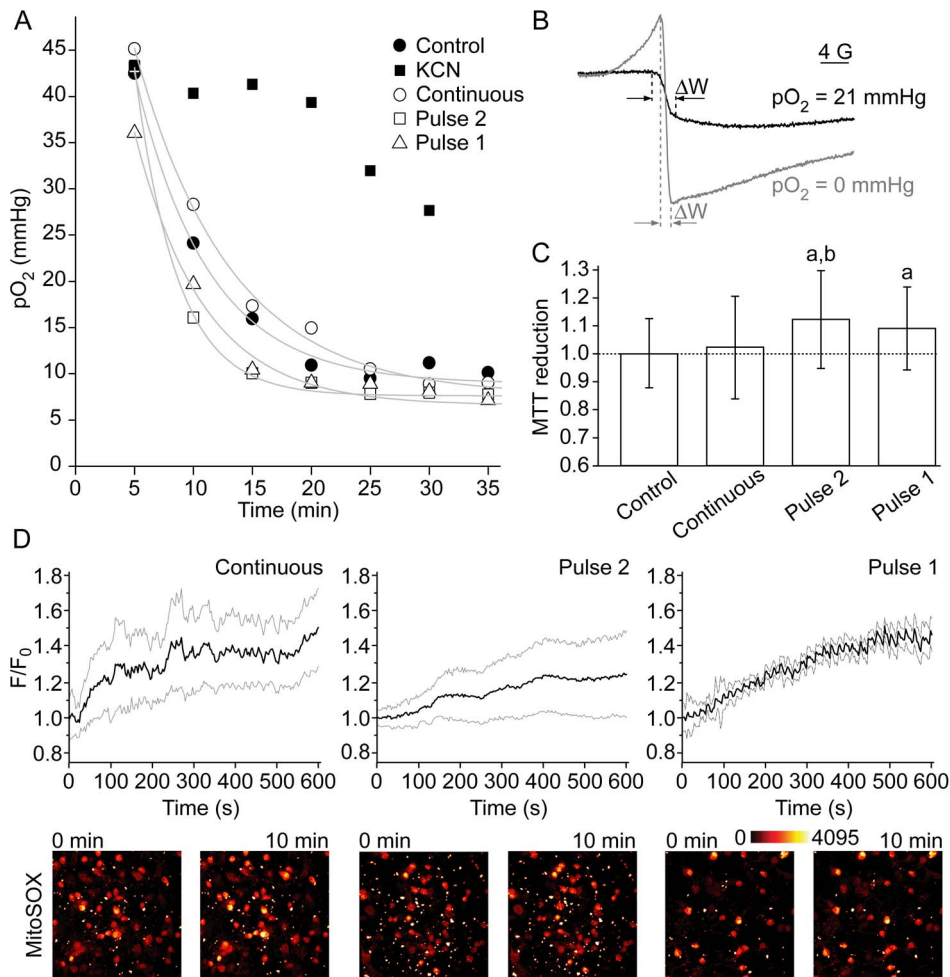 A
45
40
35
30
25
20
15
10
5
0
pO₂ (mmHg)
0 5 10 15 20 25 30 35
Time (min)
Control
KCN
Continuous
Pulse 2
Pulse 1
B
4 G
ΔW
pO₂ = 21 mmHg
pO₂ = 0 mmHg
ΔW
C
a,b
a
1.3
1.2
1.1
1.0
0.9
0.8
0.7
0.6
MTT reduction
Control
Continuous
Pulse 2
Pulse 1
D
Continuous
1.8
1.6
1.4
1.2
1.0
0.8
F/F₀
0 100 200 300 400 500 600
Time (s)
Pulse 2
1.8
1.6
1.4
1.2
1.0
0.8
0 100 200 300 400 500 600
Time (s)
Pulse 1
1.8
1.6
1.4
1.2
1.0
0.8
0 100 200 300 400 500 600
Time (s)
0 min 10 min
0 min 10 min
0 4095
0 min 10 min
MitoSOX